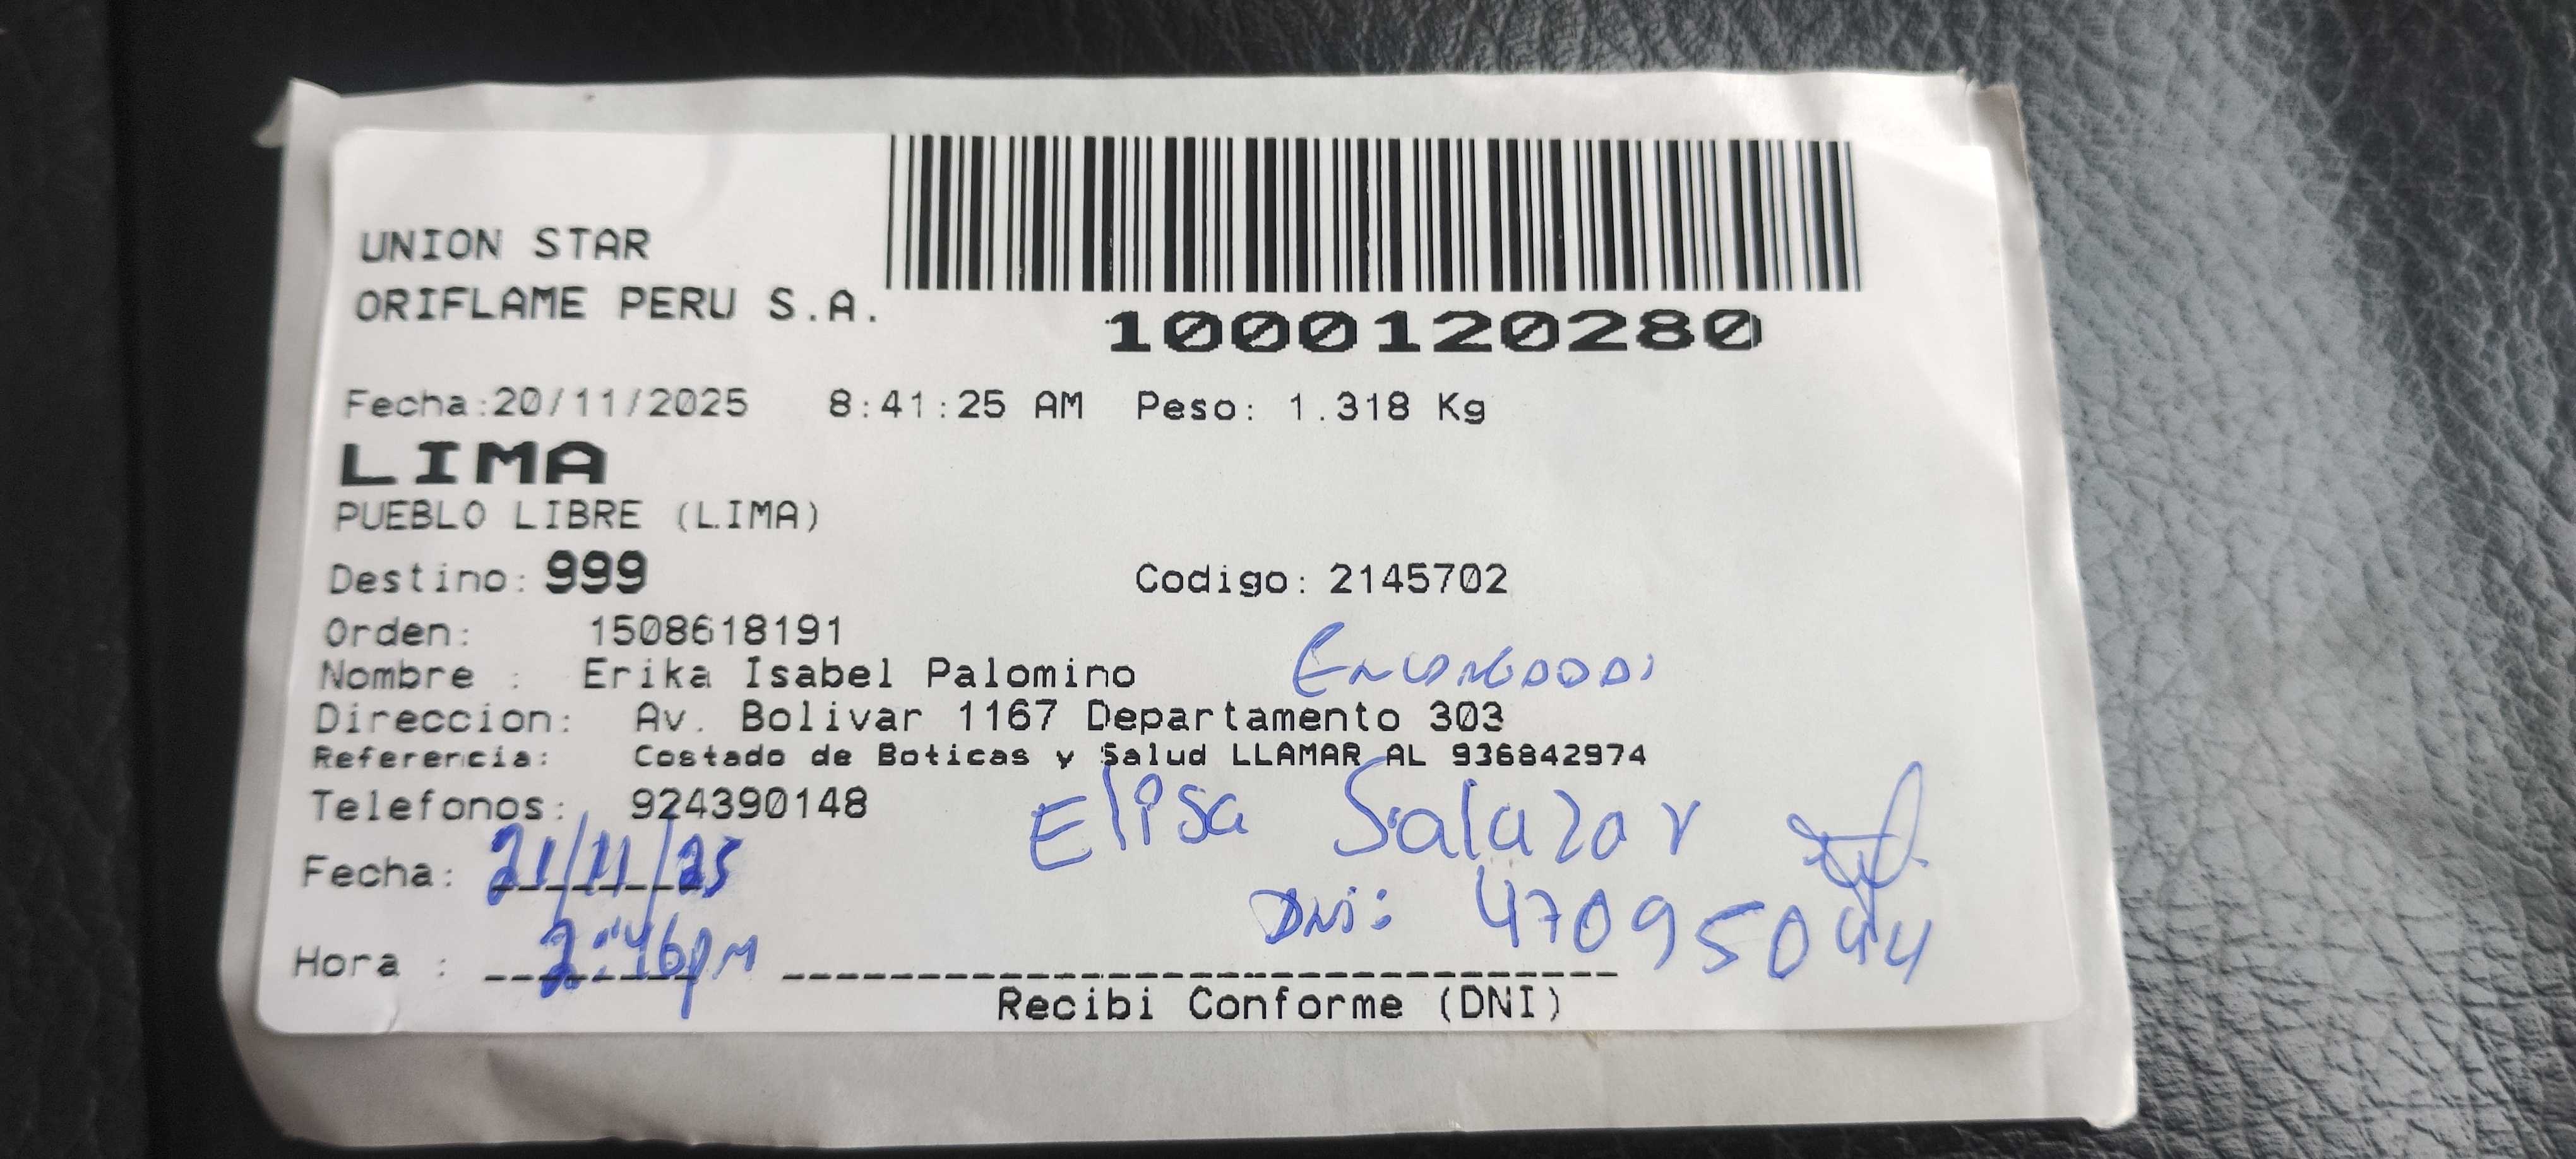 UNION STAR
ORIFLAME PERU S.A.
1000120280
Fecha:20/11/2025 8:41:25 AM Peso: 1.318 Kg
LIMA
PUEBLO LIBRE (LIMA)
Destino: 999 Codigo: 2145702
Orden: 1508618191
Nombre : Erika Isabel Palomino
Direccion: Av. Bolivar 1167 Departamento 303
Referencia: Costado de Boticas y Salud LLAMAR AL 936842974
Telefonos: 924390148
Elisa Salazar
Fecha: 21/11/25
DNi: 47095044
Hora : 2:46pm
Recibi Conforme (DNI)